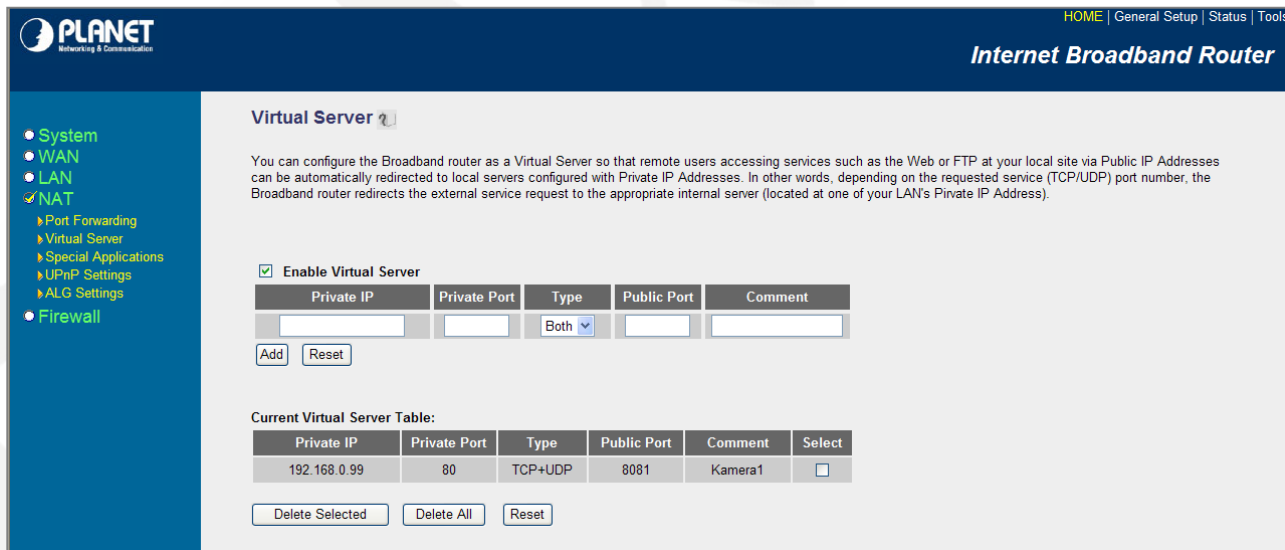 PLANET
Networking & Communication
HOME | General Setup | Status | Tools
Internet Broadband Router
System
WAN
LAN
NAT
Port Forwarding
Virtual Server
Special Applications
UPnP Settings
ALG Settings
Firewall
Virtual Server
You can configure the Broadband router as a Virtual Server so that remote users accessing services such as the Web or FTP at your local site via Public IP Addresses
can be automatically redirected to local servers configured with Private IP Addresses. In other words, depending on the requested service (TCP/UDP) port number, the
Broadband router redirects the external service request to the appropriate internal server (located at one of your LAN's Private IP Address).
Enable Virtual Server
Private IP Private Port Type Public Port Comment
Both
Add Reset
Current Virtual Server Table:
Private IP Private Port Type Public Port Comment Select
192.168.0.99 80 TCP+UDP 8081 Kamera1
Delete Selected Delete All Reset